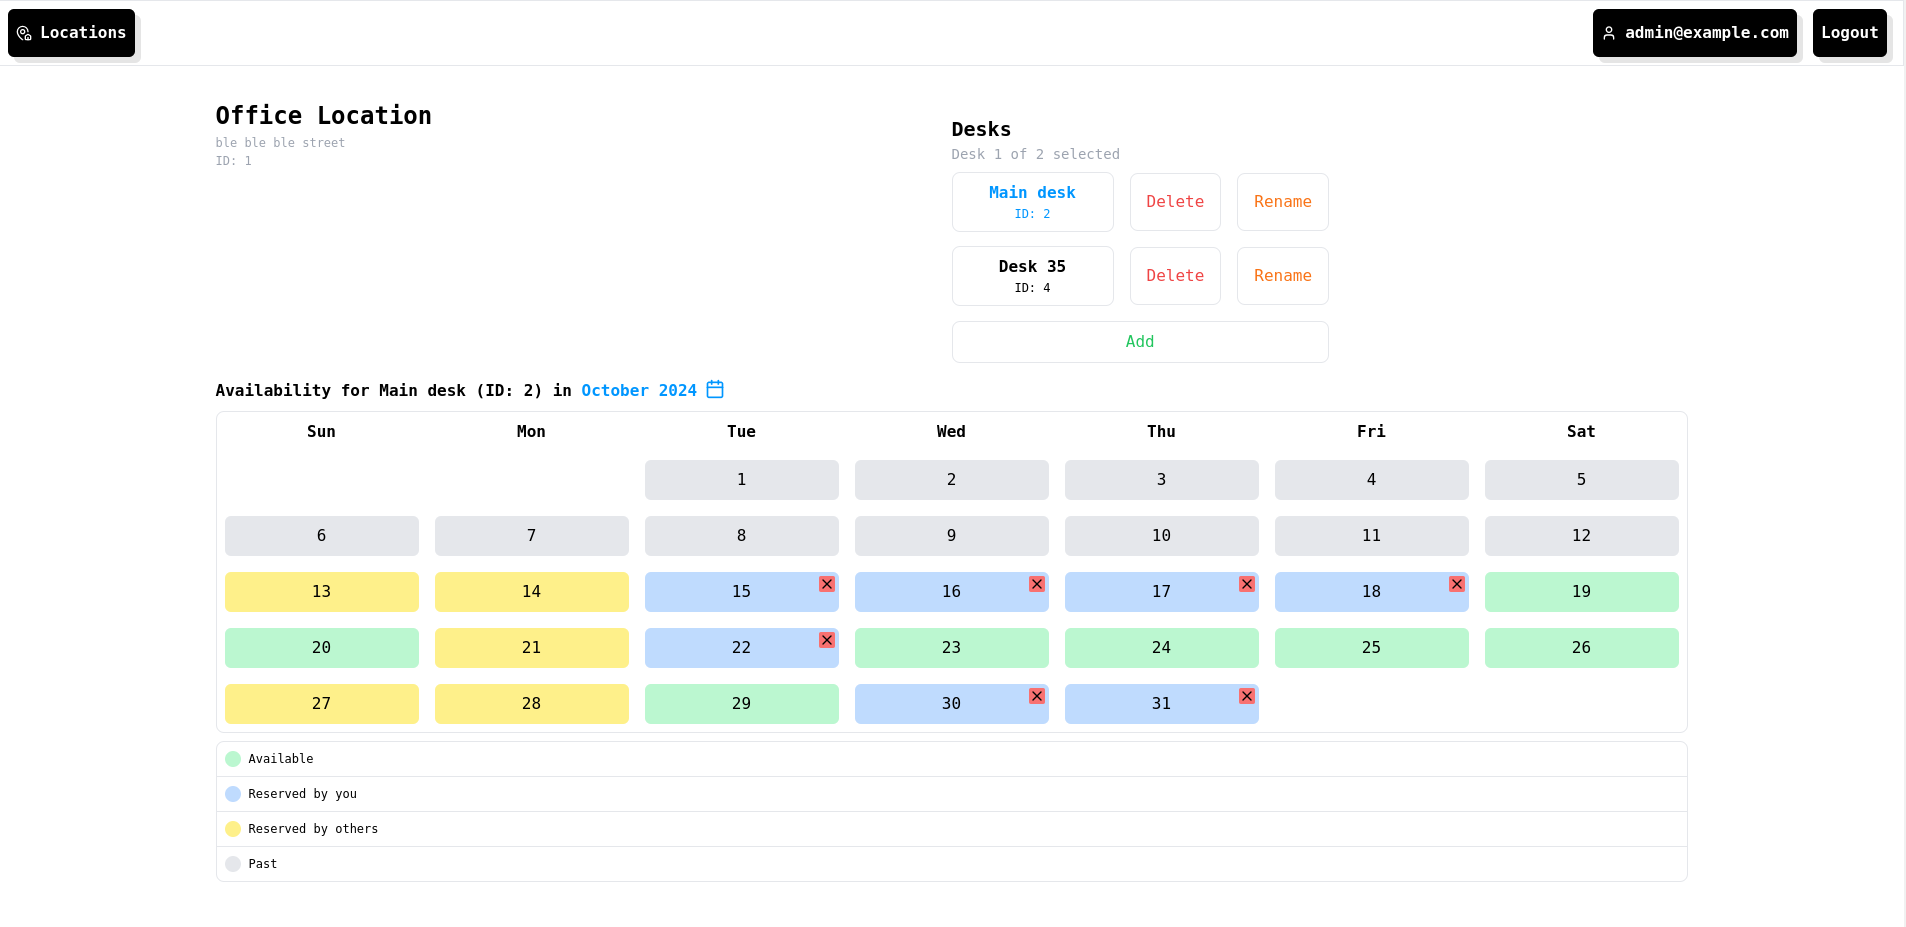 Locations
admin@example.com
Logout
Office Location
ble ble ble street
ID: 1
Desks
Desk 1 of 2 selected
Main desk
ID: 2
Delete
Rename
Desk 35
ID: 4
Delete
Rename
Add
Availability for Main desk (ID: 2) in October 2024
Sun Mon Tue Wed Thu Fri Sat
1 2 3 4 5
6 7 8 9 10 11 12
13 14 15 16 17 18 19
20 21 22 23 24 25 26
27 28 29 30 31
Available
Reserved by you
Reserved by others
Past